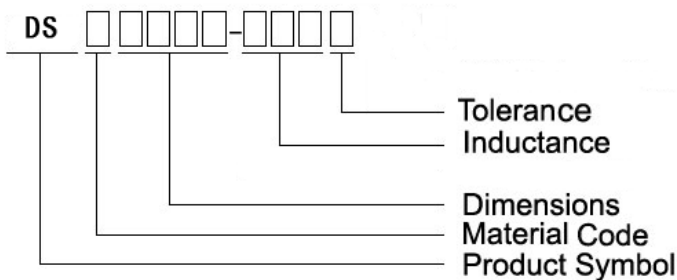 DS □ □□□□-□□□ □
Tolerance
Inductance
Dimensions
Material Code
Product Symbol